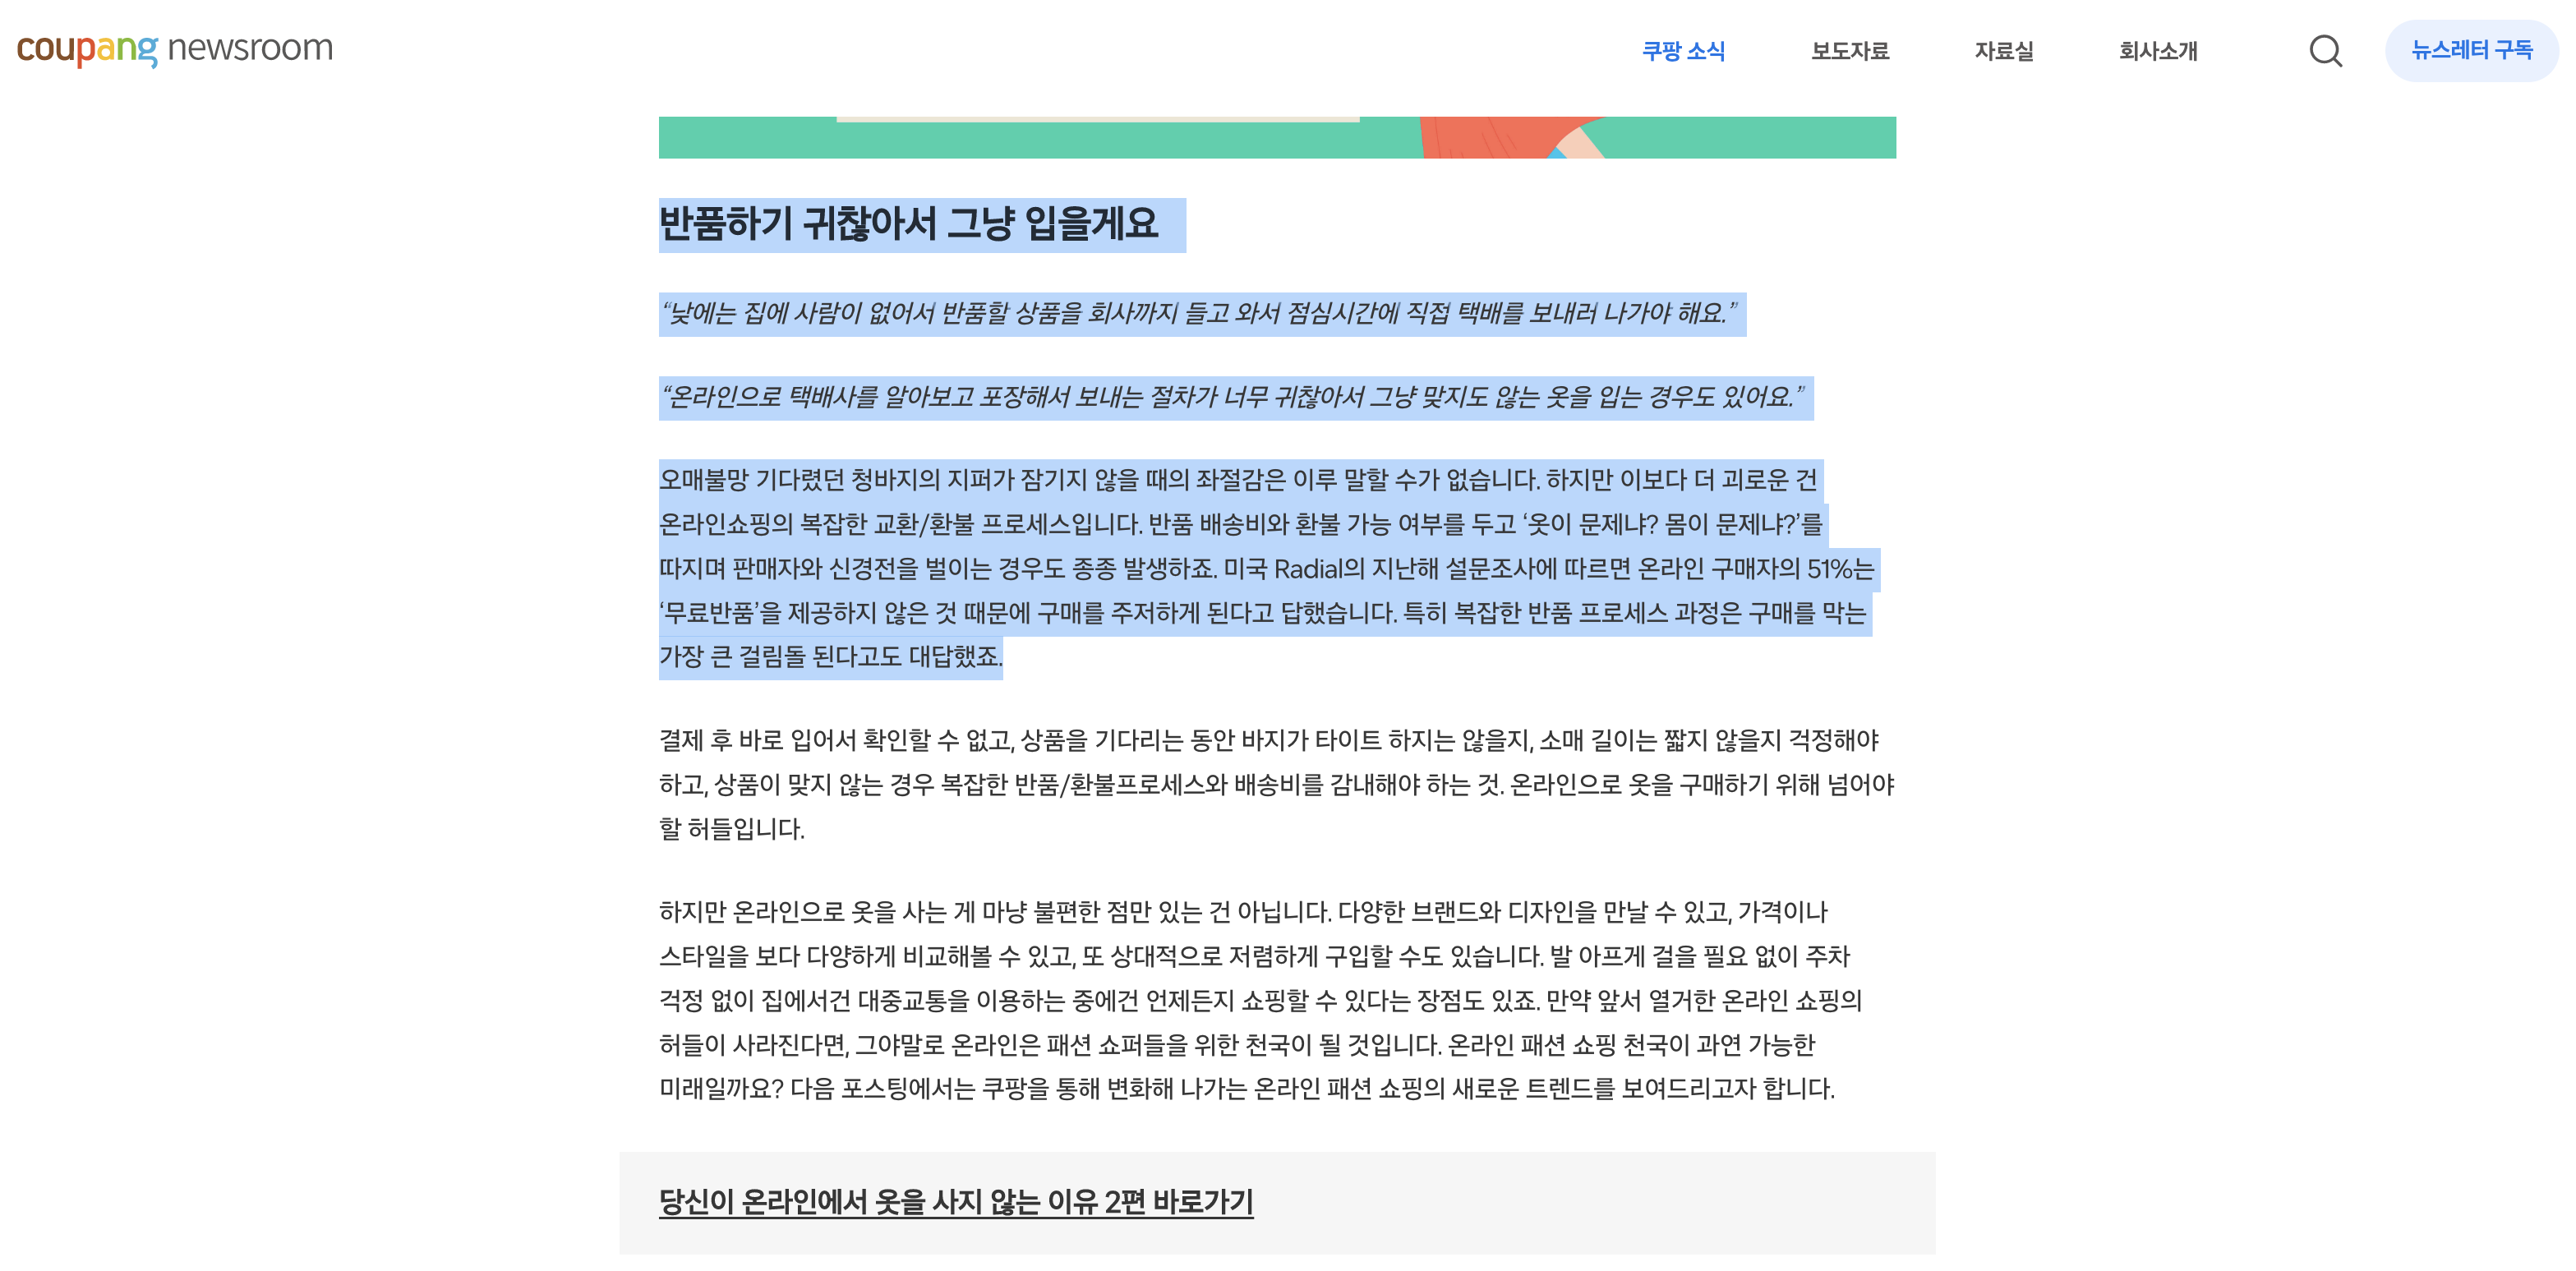 coupang newsroom
쿠팡 소식
보도자료
자료실
회사소개
뉴스레터 구독
반품하기 귀찮아서 그냥 입을게요
“낮에는 집에 사람이 없어서 반품할 상품을 회사까지 들고 와서 점심시간에 직접 택배를 보내러 나가야 해요.”
“온라인으로 택배사를 알아보고 포장해서 보내는 절차가 너무 귀찮아서 그냥 맞지도 않는 옷을 입는 경우도 있어요.”
오매불망 기다렸던 청바지의 지퍼가 잠기지 않을 때의 좌절감은 이루 말할 수가 없습니다. 하지만 이보다 더 괴로운 건
온라인쇼핑의 복잡한 교환/환불 프로세스입니다. 반품 배송비와 환불 가능 여부를 두고 ‘옷이 문제냐? 몸이 문제냐?’를
따지며 판매자와 신경전을 벌이는 경우도 종종 발생하죠. 미국 Radial의 지난해 설문조사에 따르면 온라인 구매자의 51%는
‘무료반품’을 제공하지 않은 것 때문에 구매를 주저하게 된다고 답했습니다. 특히 복잡한 반품 프로세스 과정은 구매를 막는
가장 큰 걸림돌 된다고도 대답했죠.
결제 후 바로 입어서 확인할 수 없고, 상품을 기다리는 동안 바지가 타이트 하지는 않을지, 소매 길이는 짧지 않을지 걱정해야
하고, 상품이 맞지 않는 경우 복잡한 반품/환불프로세스와 배송비를 감내해야 하는 것. 온라인으로 옷을 구매하기 위해 넘어야
할 허들입니다.
하지만 온라인으로 옷을 사는 게 마냥 불편한 점만 있는 건 아닙니다. 다양한 브랜드와 디자인을 만날 수 있고, 가격이나
스타일을 보다 다양하게 비교해볼 수 있고, 또 상대적으로 저렴하게 구입할 수도 있습니다. 발 아프게 걸을 필요 없이 주차
걱정 없이 집에서건 대중교통을 이용하는 중에건 언제든지 쇼핑할 수 있다는 장점도 있죠. 만약 앞서 열거한 온라인 쇼핑의
허들이 사라진다면, 그야말로 온라인은 패션 쇼퍼들을 위한 천국이 될 것입니다. 온라인 패션 쇼핑 천국이 과연 가능한
미래일까요? 다음 포스팅에서는 쿠팡을 통해 변화해 나가는 온라인 패션 쇼핑의 새로운 트렌드를 보여드리고자 합니다.
당신이 온라인에서 옷을 사지 않는 이유 2편 바로가기